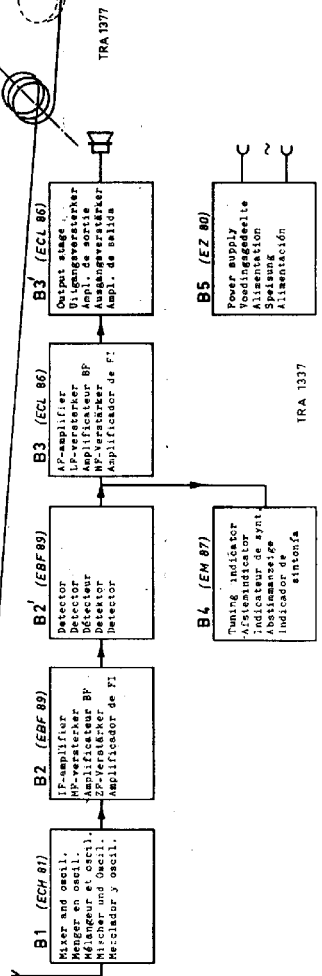 TRA 1377
B1 (ECH 81)
Mixer and oscil.
Menger en oscil.
Mélangeur et oscil.
Mischer und Oscil.
Mezclador y oscil.
B2 (EBF 89)
IF-amplifier
MF-versterker
Amplificateur BF
ZF-Verstärker
Amplificador de FI
B2' (EBF 89)
Detector
Detector
Détecteur
Detektor
Detector
B3 (ECL 86)
AF-amplifier
LF-versterker
Amplificateur BF
NF-Verstärker
Amplificador de FI
B3' (ECL 86)
Output stage
Uitgangsversterker
Ampl. de sortie
Ausgangsverstärker
Ampl. de salida
B4 (EM 87)
Tuning indicator
Afstemindicator
Indicateur de synt.
Abstimmanzeige
Indicador de
sintonía
B5 (EZ 80)
Power supply
Voedingsgedeelte
Alimentation
Speisung
Alimentación
~
TRA 1337